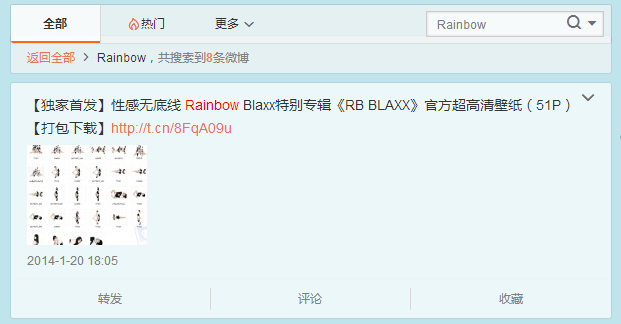 全部 热门 更多 Rainbow
返回全部 > Rainbow，共搜索到8条微博
【独家首发】性感无底线 Rainbow Blaxx特别专辑《RB BLAXX》官方超高清壁纸（51P）
【打包下载】http://t.cn/8FqA09u
2014-1-20 18:05
转发 评论 收藏